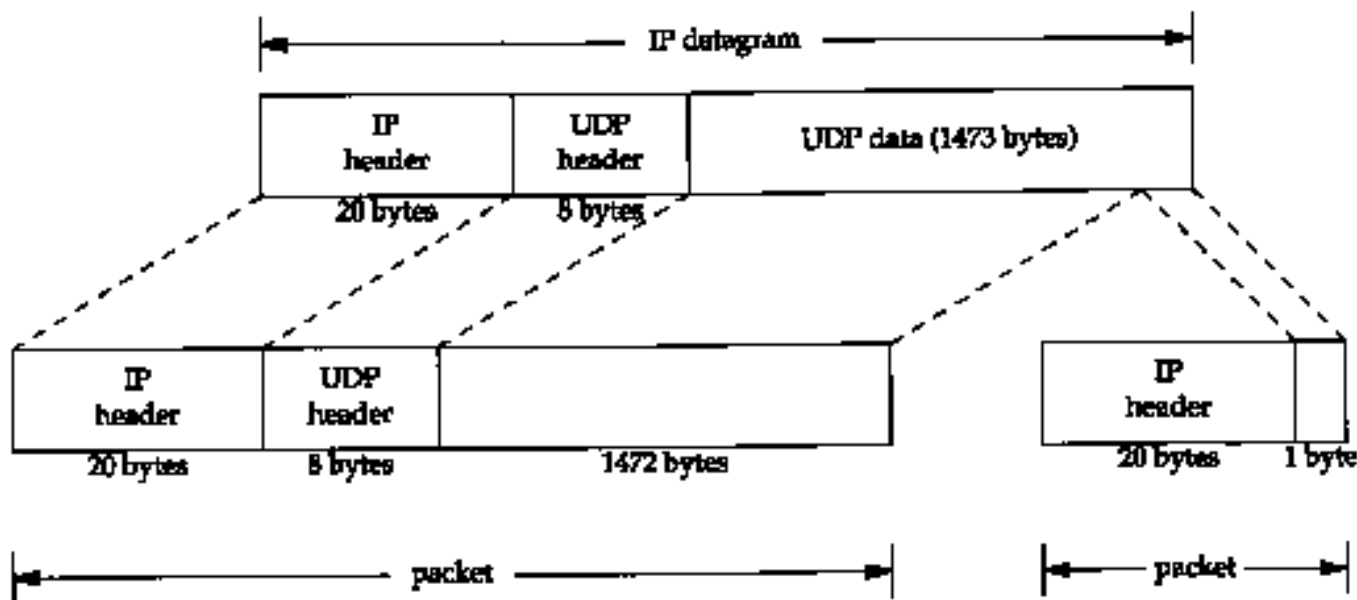 IP datagram
IP
header
UDP
header
UDP data (1473 bytes)
20 bytes
8 bytes
IP
header
UDP
header
IP
header
20 bytes
8 bytes
1472 bytes
20 bytes
1 byte
packet
packet